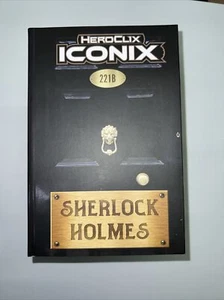 HEROCLIX
ICONIX
221B
SHERLOCK
HOLMES